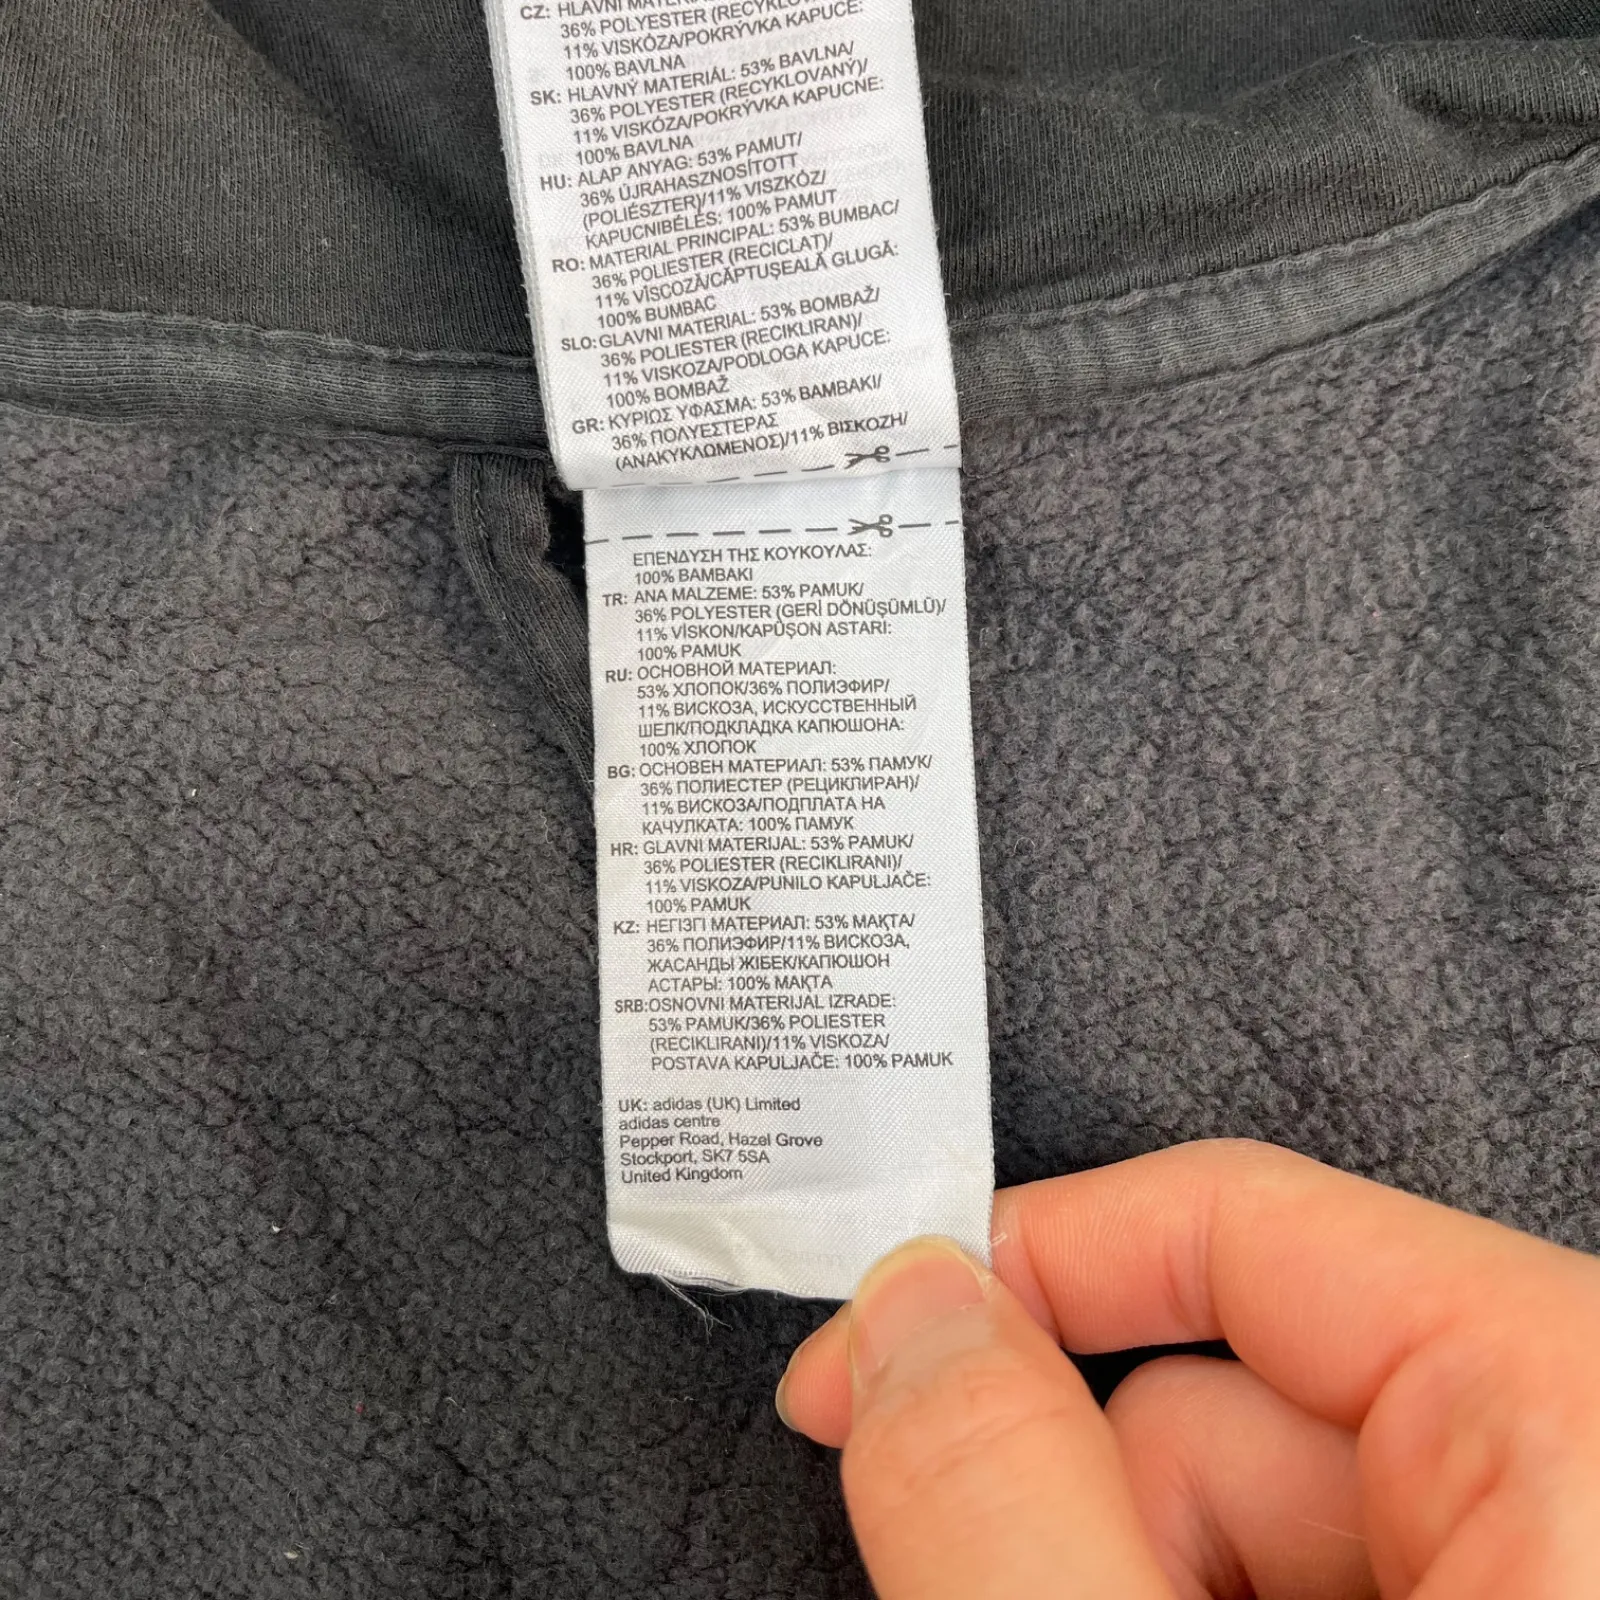 CZ: HLAVNÍ
36% POLYESTER
11% VISKÓZA/POKRÝVKA KAPUCE:
100% BAVLNA
SK: HLAVNÝ MATERIÁL: 53% BAVLNA/
36% POLYESTER (RECYKLOVANÝ)/
11% VISKÓZA/POKRÝVKA KAPUCNE:
100% BAVLNA
HU: ALAP ANYAG: 53% PAMUT/
36% ÚJRAHASZNOSÍTOTT
(POLIÉSZTER)/11% VISZKÓZ/
KAPUCNIBÉLÉS: 100% PAMUT
RO: MATERIAL PRINCIPAL: 53% BUMBAC/
36% POLIESTER (RECICLAT)/
11% VÎSCOZĂ/CĂPTUŞEALĂ GLUGĂ:
100% BUMBAC
SLO: GLAVNI MATERIAL: 53% BOMBAŽ/
36% POLIESTER (RECIKLIRAN)/
11% VISKOZA/PODLOGA KAPUCE:
100% BOMBAŽ
GR: ΚΥΡΙΩΣ ΥΦΑΣΜΑ: 53% ΒΑΜΒΑΚΙ/
36% ΠΟΛΥΕΣΤΕΡΑΣ
(ΑΝΑΚΥΚΛΩΜΕΝΟΣ)/11% ΒΙΣΚΟΖΗ/
ΕΠΕΝΔΥΣΗ ΤΗΣ ΚΟΥΚΟΥΛΑΣ:
100% ΒΑΜΒΑΚΙ
TR: ANA MALZEME: 53% PAMUK/
36% POLYESTER (GERİ DÖNÜŞÜMLÜ)/
11% VİSKON/KAPÜŞON ASTARI:
100% PAMUK
RU: ОСНОВНОЙ МАТЕРИАЛ:
53% ХЛОПОК/36% ПОЛИЭФИР/
11% ВИСКОЗА, ИСКУССТВЕННЫЙ
ШЕЛК/ПОДКЛАДКА КАПЮШОНА:
100% ХЛОПОК
BG: ОСНОВЕН МАТЕРИАЛ: 53% ПАМУК/
36% ПОЛИЕСТЕР (РЕЦИКЛИРАН)/
11% ВИСКОЗА/ПОДПЛАТА НА
КАЧУЛКАТА: 100% ПАМУК
HR: GLAVNI MATERIJAL: 53% PAMUK/
36% POLIESTER (RECIKLIRANI)/
11% VISKOZA/PUNILO KAPULJAČE:
100% PAMUK
KZ: НЕГІЗГІ МАТЕРИАЛ: 53% МАҚТА/
36% ПОЛИЭФИР/11% ВИСКОЗА,
ЖАСАНДЫ ЖІБЕК/КАПЮШОН
АСТАРЫ: 100% МАҚТА
SRB: OSNOVNI MATERIJAL IZRADE:
53% PAMUK/36% POLIESTER
(RECIKLIRANI)/11% VISKOZA/
POSTAVA KAPULJAČE: 100% PAMUK
UK: adidas (UK) Limited
adidas centre
Pepper Road, Hazel Grove
Stockport, SK7 5SA
United Kingdom